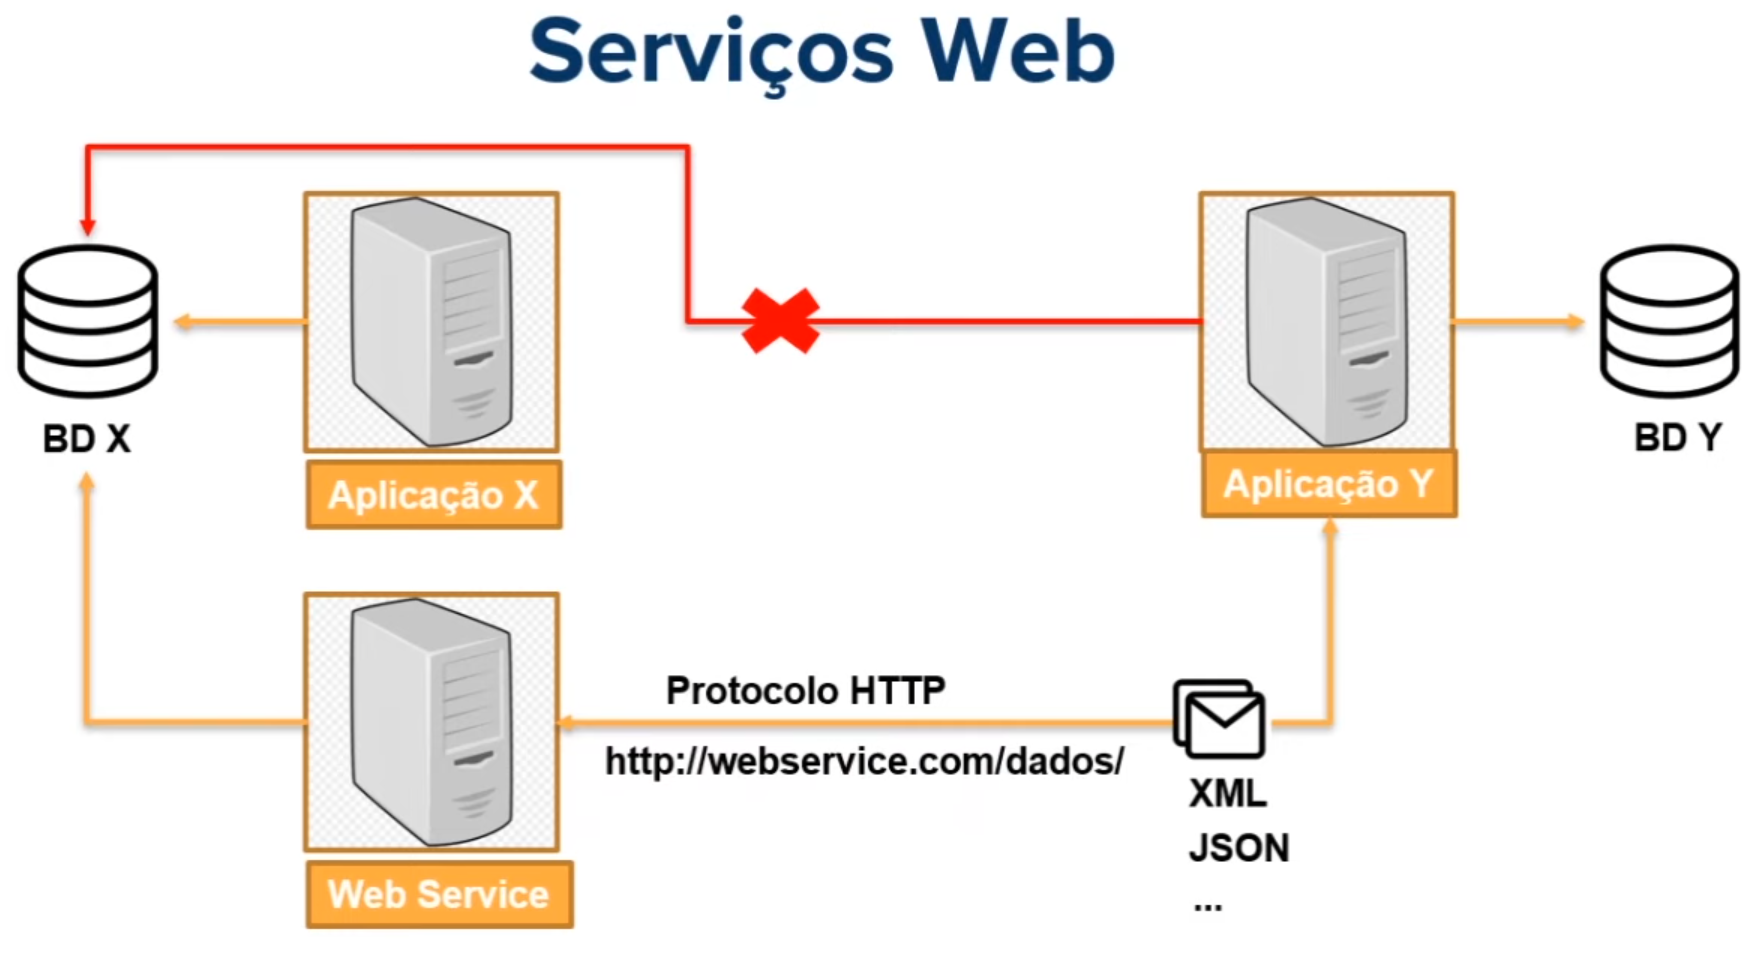 Serviços Web
BD X
Aplicação X
Aplicação Y
BD Y
Protocolo HTTP
http://webservice.com/dados/
XML
JSON
...
Web Service